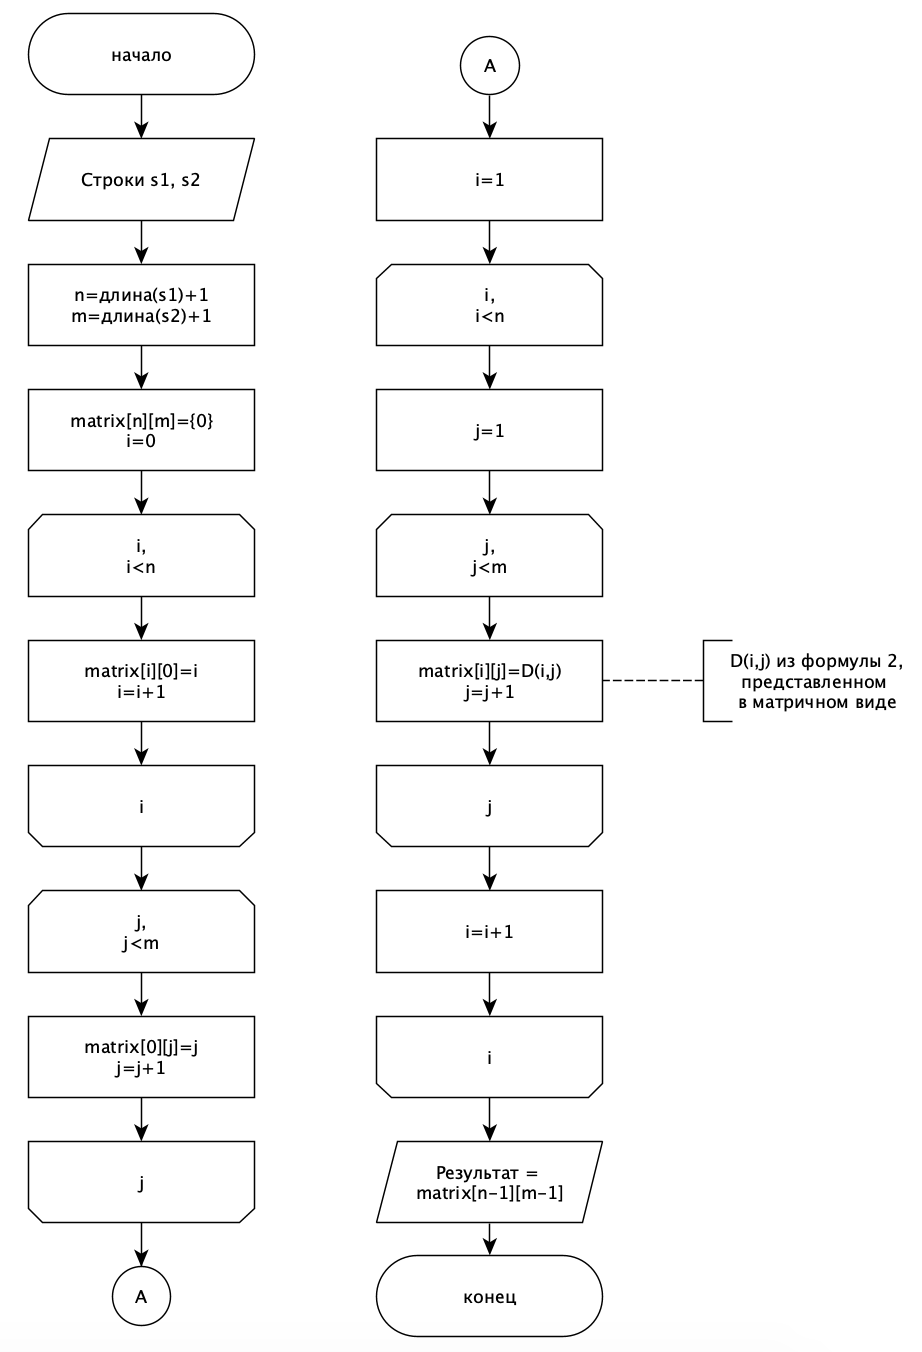 начало
Строки s1, s2
n=длина(s1)+1
m=длина(s2)+1
matrix[n][m]={0}
i=0
i,
i<n
matrix[i][0]=i
i=i+1
i
j,
j<m
matrix[0][j]=j
j=j+1
j
A
A
i=1
i,
i<n
j=1
j,
j<m
matrix[i][j]=D(i,j)
j=j+1
D(i,j) из формулы 2,
представленном
в матричном виде
j
i=i+1
i
Результат =
matrix[n-1][m-1]
конец